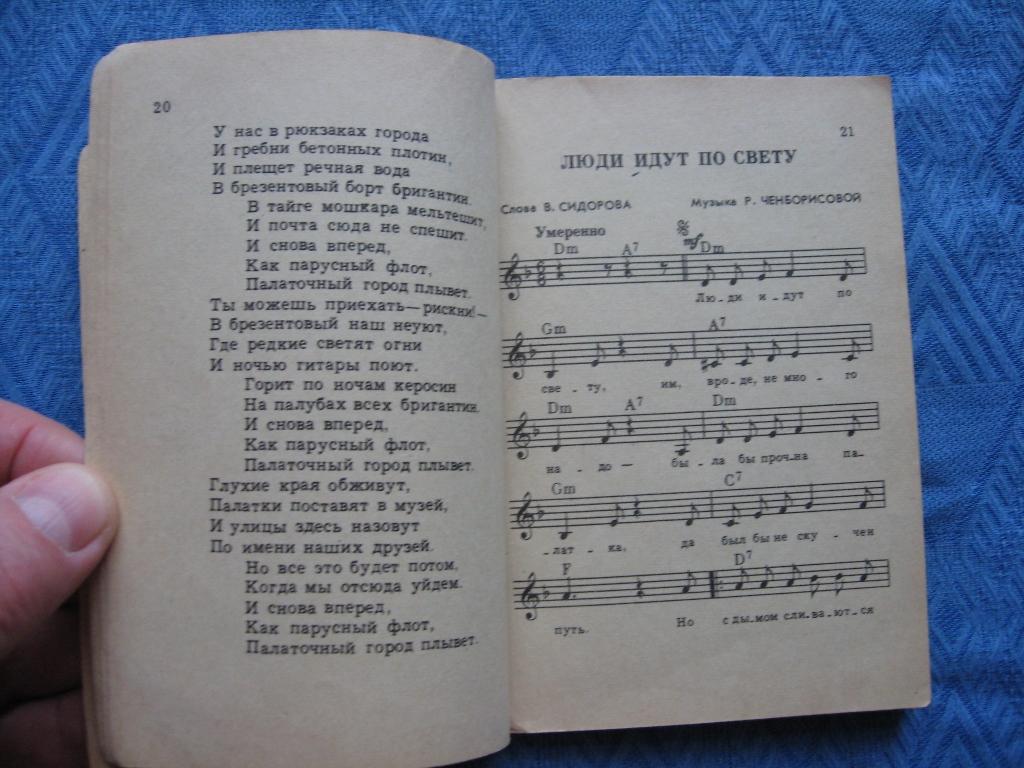 20
У нас в рюкзаках города
И гребни бетонных плотин,
И плещет речная вода
В брезентовый борт бригантин.
В тайге мошкара мельтешит,
И почта сюда не спешит.
И снова вперед,
Как парусный флот,
Палаточный город плывет.
Ты можешь приехать—рискни!—
В брезентовый наш неуют,
Где редкие светят огни
И ночью гитары поют.
Горит по ночам керосин
На палубах всех бригантин.
И снова вперед,
Как парусный флот,
Палаточный город плывет.
Глухие края обживут,
Палатки поставят в музей,
И улицы здесь назовут
По имени наших друзей.
Но все это будет потом,
Когда мы отсюда уйдем.
И снова вперед,
Как парусный флот,
Палаточный город плывет.
21
ЛЮДИ ИДУТ ПО СВЕТУ
Слова В. СИДОРОВА Музыка Р. ЧЕНБОРИСОВОЙ
Умеренно mf
Dm A7 Dm
6 8
Лю-ди и-дут по
Gm A7
све-ту, им, вро-де, не мно-го
Dm A7 Dm
на-до— бы-ла бы проч-на па-
Gm C7
-лат-ка, да был бы не ску-чен
F D7
путь. Но с ды-мом сли-ва-ют-ся